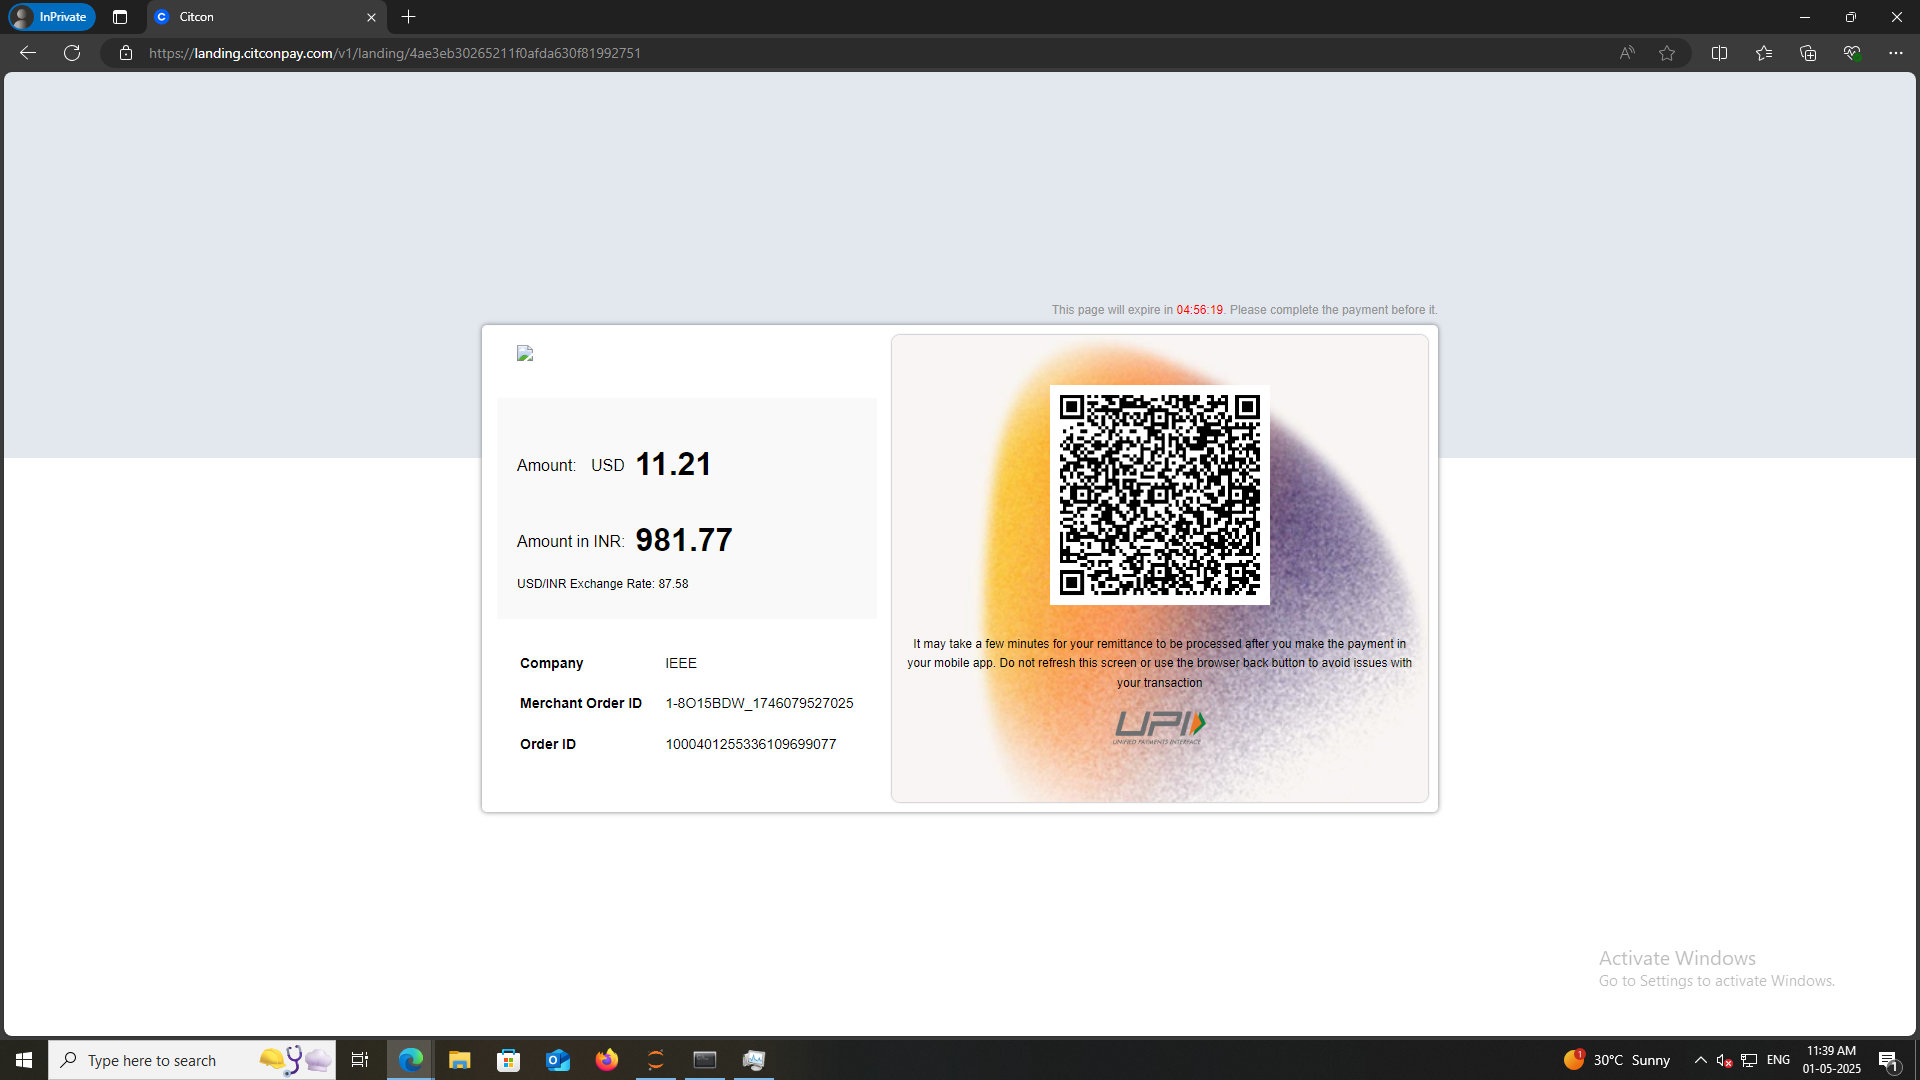 InPrivate
Citcon
https://landing.citconpay.com/v1/landing/4ae3eb30265211f0afda630f81992751
This page will expire in 04:56:19. Please complete the payment before it.
Amount: USD 11.21
Amount in INR: 981.77
USD/INR Exchange Rate: 87.58
Company IEEE
Merchant Order ID 1-8O15BDW_1746079527025
Order ID 100040125533610969​9077
It may take a few minutes for your remittance to be processed after you make the payment in
your mobile app. Do not refresh this screen or use the browser back button to avoid issues with
your transaction
UPI
UNIFIED PAYMENTS INTERFACE
Activate Windows
Go to Settings to activate Windows.
Type here to search
1
30°C Sunny
ENG
11:39 AM
01-05-2025
1